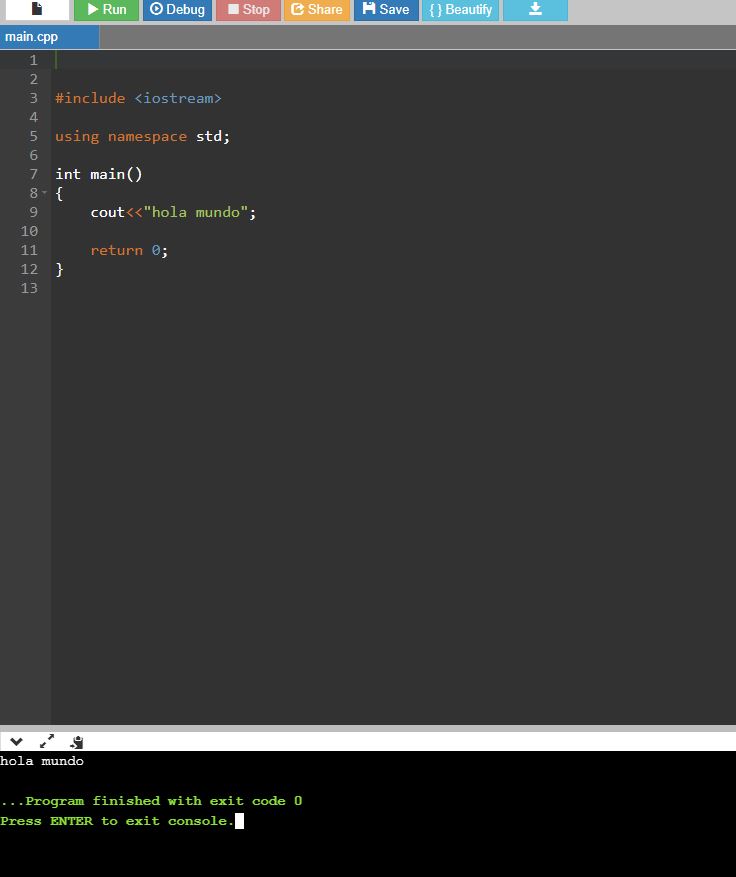 Run Debug Stop Share Save { } Beautify
main.cpp
1
2
3 #include <iostream>
4
5 using namespace std;
6
7 int main()
8 {
9 cout<<"hola mundo";
10
11 return 0;
12 }
13
hola mundo
...Program finished with exit code 0
Press ENTER to exit console.